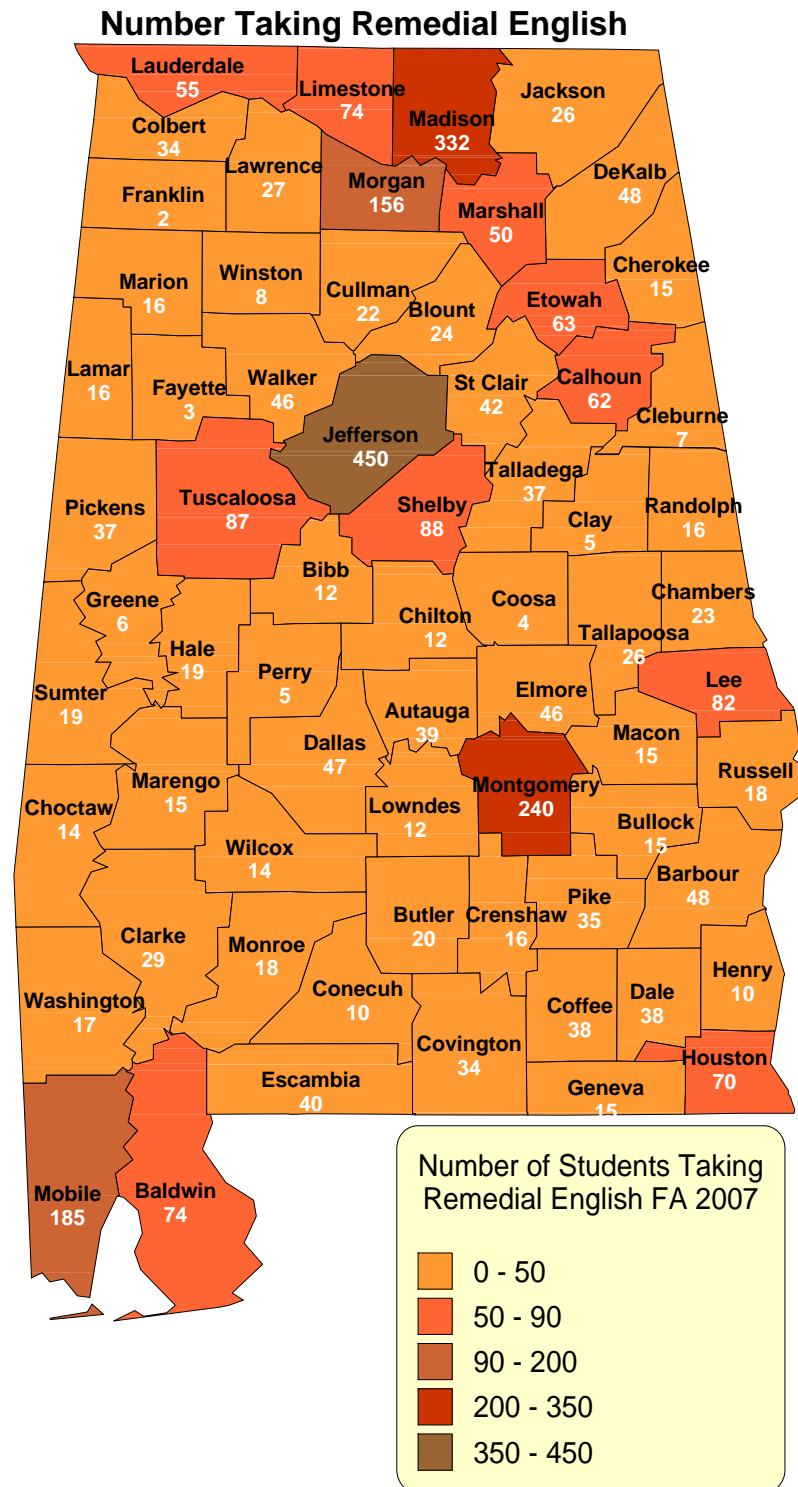 Number Taking Remedial English
Lauderdale
55
Limestone
74
Madison
332
Jackson
26
Colbert
34
Lawrence
27
Morgan
156
DeKalb
48
Franklin
2
Marshall
50
Marion
16
Winston
8
Cullman
22
Blount
24
Etowah
63
Cherokee
15
Lamar
16
Fayette
3
Walker
46
St Clair
42
Calhoun
62
Cleburne
7
Jefferson
450
Talladega
37
Pickens
37
Tuscaloosa
87
Shelby
88
Clay
5
Randolph
16
Bibb
12
Greene
6
Coosa
4
Chambers
23
Chilton
12
Tallapoosa
26
Hale
19
Perry
5
Sumter
19
Elmore
46
Lee
82
Autauga
39
Macon
15
Dallas
47
Marengo
15
Montgomery
240
Russell
18
Choctaw
14
Lowndes
12
Bullock
15
Wilcox
14
Barbour
48
Pike
35
Butler
20
Crenshaw
16
Clarke
29
Monroe
18
Henry
10
Washington
17
Conecuh
10
Coffee
38
Dale
38
Covington
34
Houston
70
Escambia
40
Geneva
15
Mobile
185
Baldwin
74
Number of Students Taking
Remedial English FA 2007
0 - 50
50 - 90
90 - 200
200 - 350
350 - 450